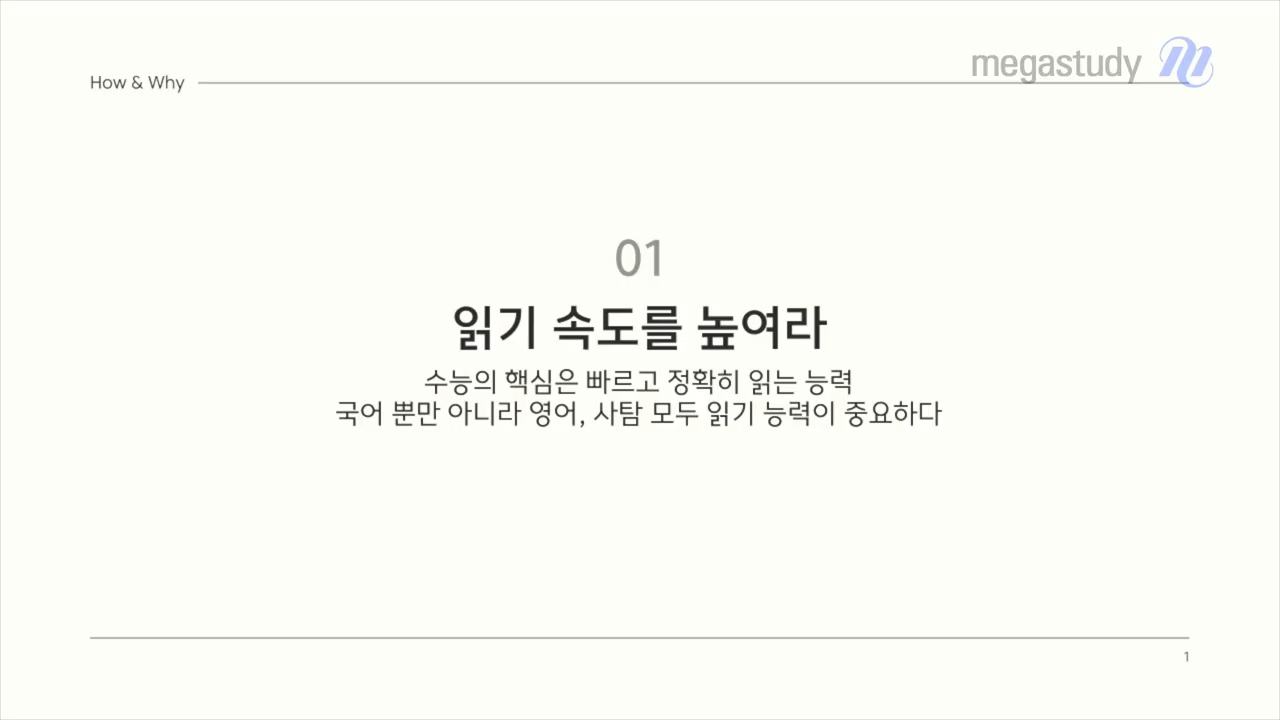 How & Why
megastudy
01
읽기 속도를 높여라
수능의 핵심은 빠르고 정확히 읽는 능력
국어 뿐만 아니라 영어, 사탐 모두 읽기 능력이 중요하다
1